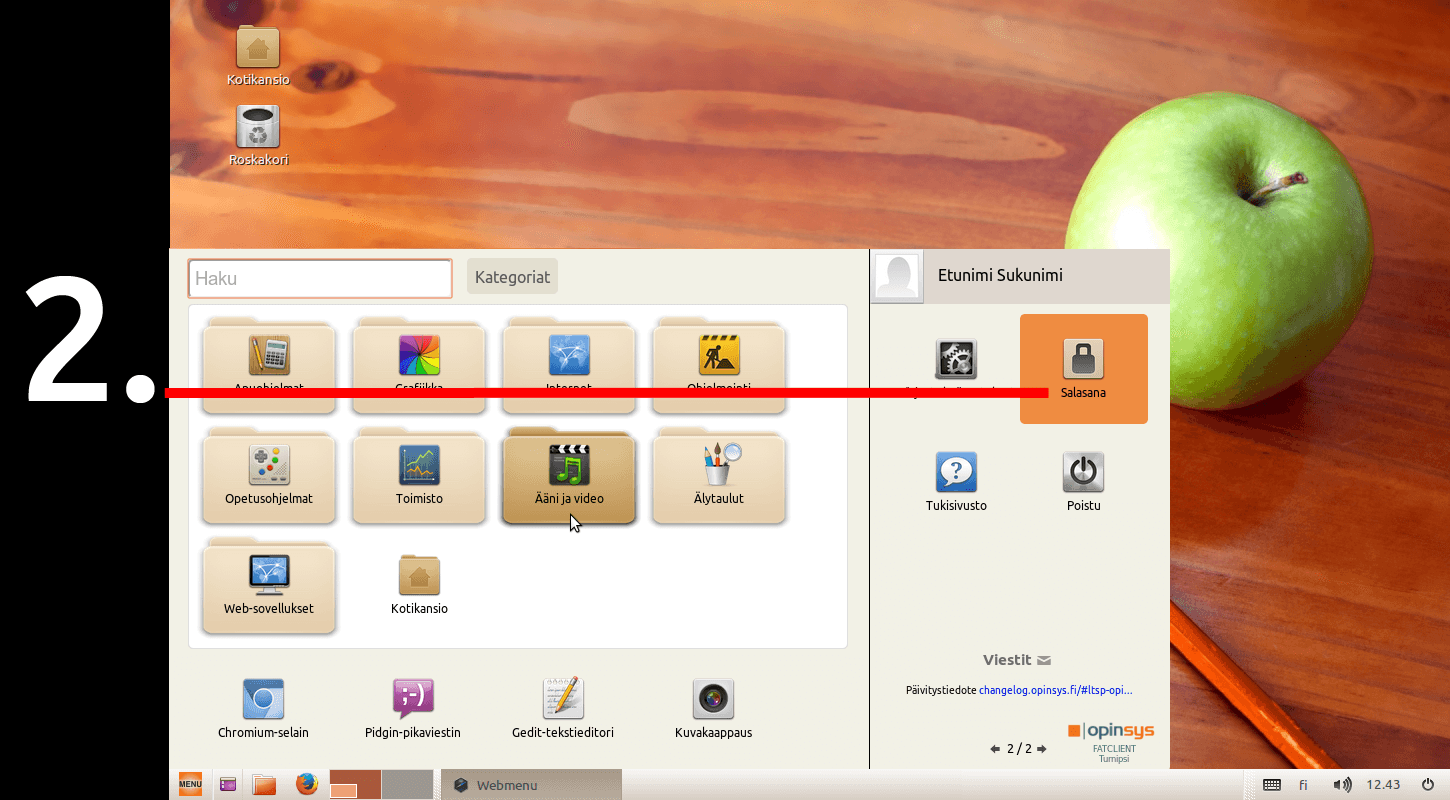 Kotikansio
Roskakori
2.
Haku
Kategoriat
Etunimi Sukunimi
Apuohjelmat
Grafiikka
Internet
Ohjelmointi
Salasana
Opetusohjelmat
Toimisto
Ääni ja video
Älytaulut
Tukisivusto
Poistu
Web-sovellukset
Kotikansio
Viestit
Päivitystiedote changelog.opinsys.fi/#ltsp-opi...
Chromium-selain
Pidgin-pikaviestin
Gedit-tekstieditori
Kuvakaappaus
opinsys
FATCLIENT
Turnipsi
2 / 2
MENU
Webmenu
fi
12.43